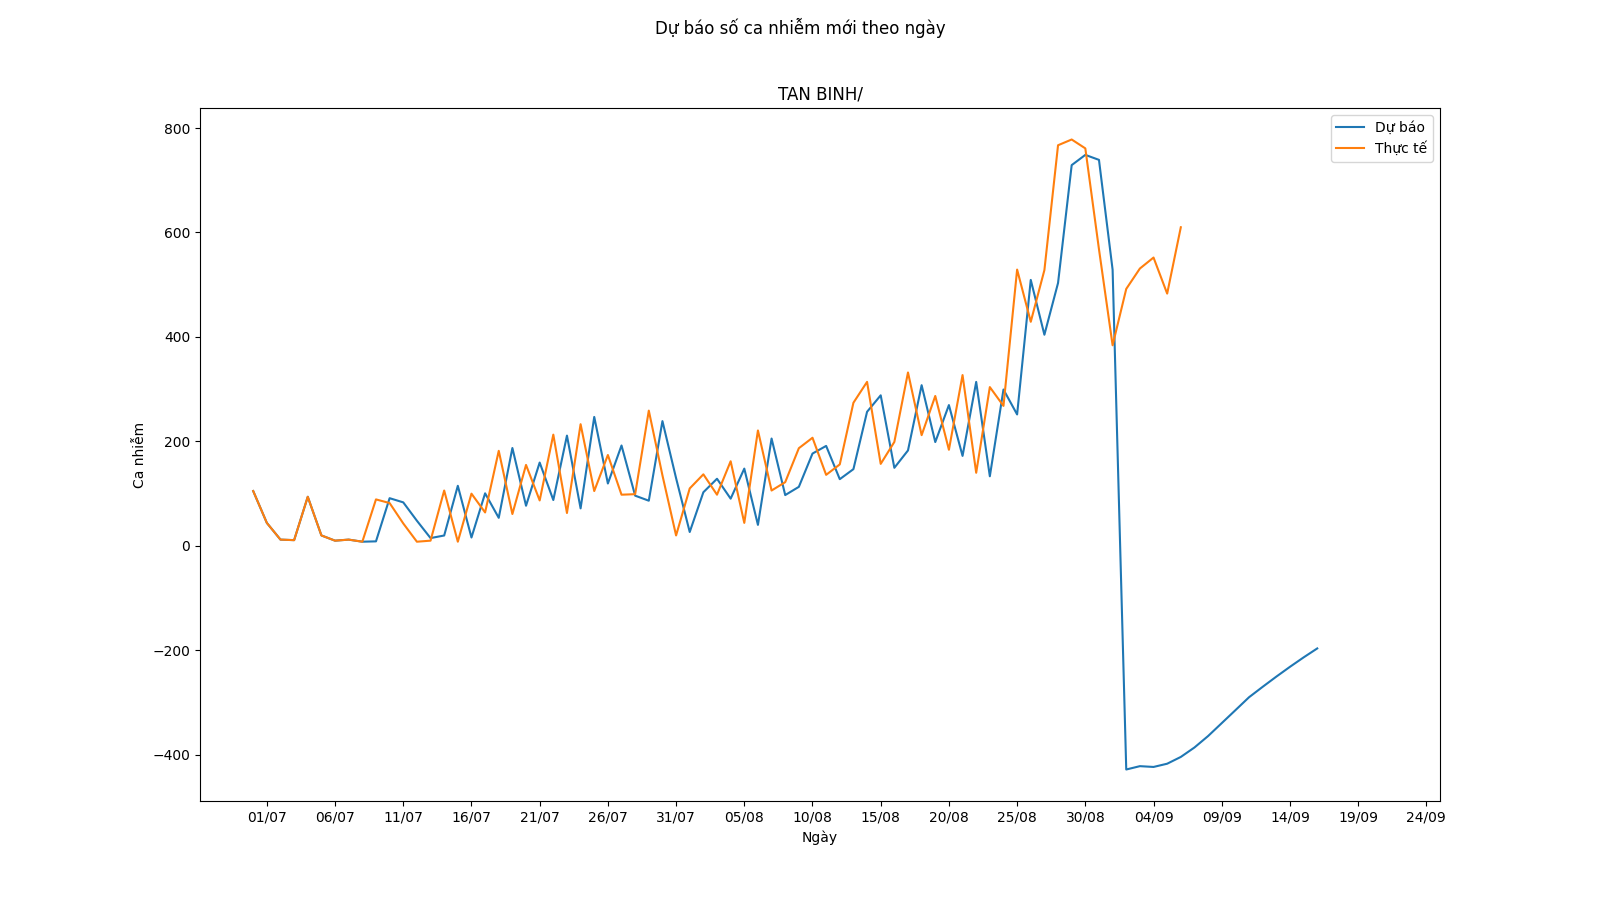 Dự báo số ca nhiễm mới theo ngày
TAN BINH/
Dự báo
Thực tế
Ca nhiễm
800
600
400
200
0
−200
−400
01/07 06/07 11/07 16/07 21/07 26/07 31/07 05/08 10/08 15/08 20/08 25/08 30/08 04/09 09/09 14/09 19/09 24/09
Ngày